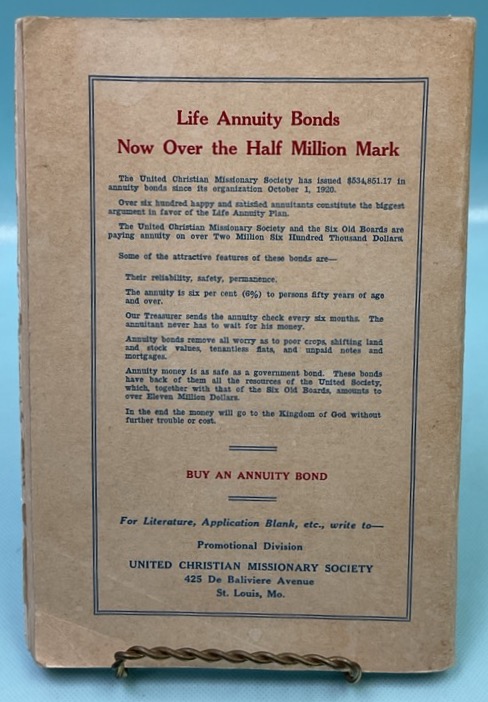 Life Annuity Bonds
Now Over the Half Million Mark
The United Christian Missionary Society has issued $534,851.17 in
annuity bonds since its organization October 1, 1920.
Over six hundred happy and satisfied annuitants constitute the biggest
argument in favor of the Life Annuity Plan.
The United Christian Missionary Society and the Six Old Boards are
paying annuity on over Two Million Six Hundred Thousand Dollars.
Some of the attractive features of these bonds are—
Their reliability, safety, permanence.
The annuity is six per cent (6%) to persons fifty years of age
and over.
Our Treasurer sends the annuity check every six months. The
annuitant never has to wait for his money.
Annuity bonds remove all worry as to poor crops, shifting land
and stock values, tenantless flats, and unpaid notes and
mortgages.
Annuity money is as safe as a government bond. These bonds
have back of them all the resources of the United Society,
which, together with that of the Six Old Boards, amounts to
over Eleven Million Dollars.
In the end the money will go to the Kingdom of God without
further trouble or cost.
BUY AN ANNUITY BOND
For Literature, Application Blank, etc., write to—
Promotional Division
UNITED CHRISTIAN MISSIONARY SOCIETY
425 De Baliviere Avenue
St. Louis, Mo.